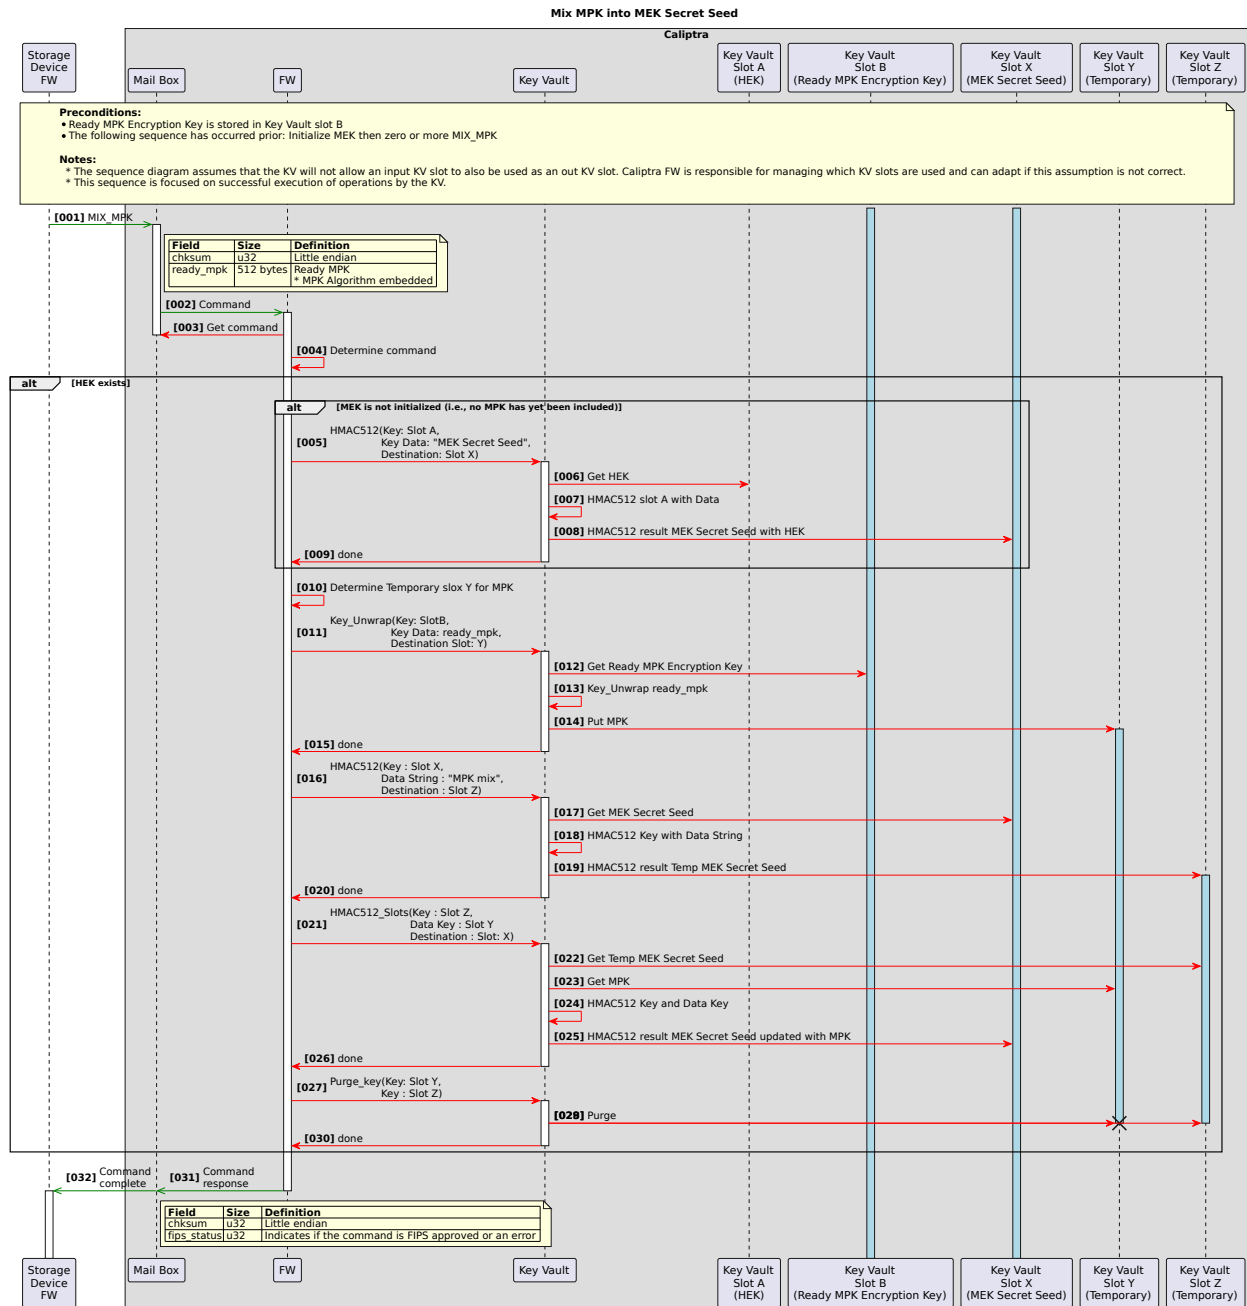 Mix MPK into MEK Secret Seed
Caliptra
Storage
Device
FW
Mail Box
FW
Key Vault
Key Vault
Slot A
(HEK)
Key Vault
Slot B
(Ready MPK Encryption Key)
Key Vault
Slot X
(MEK Secret Seed)
Key Vault
Slot Y
(Temporary)
Key Vault
Slot Z
(Temporary)
Preconditions:
• Ready MPK Encryption Key is stored in Key Vault slot B
• The following sequence has occurred prior: Initialize MEK then zero or more MIX_MPK
Notes:
* The sequence diagram assumes that the KV will not allow an input KV slot to also be used as an out KV slot. Caliptra FW is responsible for managing which KV slots are used and can adapt if this assumption is not correct.
* This sequence is focused on successful execution of operations by the KV.
[001] MIX_MPK
Field Size Definition
chksum u32 Little endian
ready_mpk 512 bytes Ready MPK
* MPK Algorithm embedded
[002] Command
[003] Get command
[004] Determine command
alt [HEK exists]
alt [MEK is not initialized (i.e., no MPK has yet been included)]
HMAC512(Key: Slot A,
[005] Key Data: "MEK Secret Seed",
Destination: Slot X)
[006] Get HEK
[007] HMAC512 slot A with Data
[008] HMAC512 result MEK Secret Seed with HEK
[009] done
[010] Determine Temporary slox Y for MPK
Key_Unwrap(Key: SlotB,
[011] Key Data: ready_mpk,
Destination Slot: Y)
[012] Get Ready MPK Encryption Key
[013] Key_Unwrap ready_mpk
[014] Put MPK
[015] done
HMAC512(Key : Slot X,
[016] Data String : "MPK mix",
Destination : Slot Z)
[017] Get MEK Secret Seed
[018] HMAC512 Key with Data String
[019] HMAC512 result Temp MEK Secret Seed
[020] done
HMAC512_Slots(Key : Slot Z,
[021] Data Key : Slot Y
Destination : Slot: X)
[022] Get Temp MEK Secret Seed
[023] Get MPK
[024] HMAC512 Key and Data Key
[025] HMAC512 result MEK Secret Seed updated with MPK
[026] done
[027] Purge_key(Key: Slot Y,
Key : Slot Z)
Purge
[030] done
[032] Command
complete
[031] Command
response
Field Size Definition
chksum u32 Little endian
fips_status u32 Indicates if the command is FIPS approved or an error
Storage
Device
FW
Mail Box
FW
Key Vault
Key Vault
Slot A
(HEK)
Key Vault
Slot B
(Ready MPK Encryption Key)
Key Vault
Slot X
(MEK Secret Seed)
Key Vault
Slot Y
(Temporary)
Key Vault
Slot Z
(Temporary)